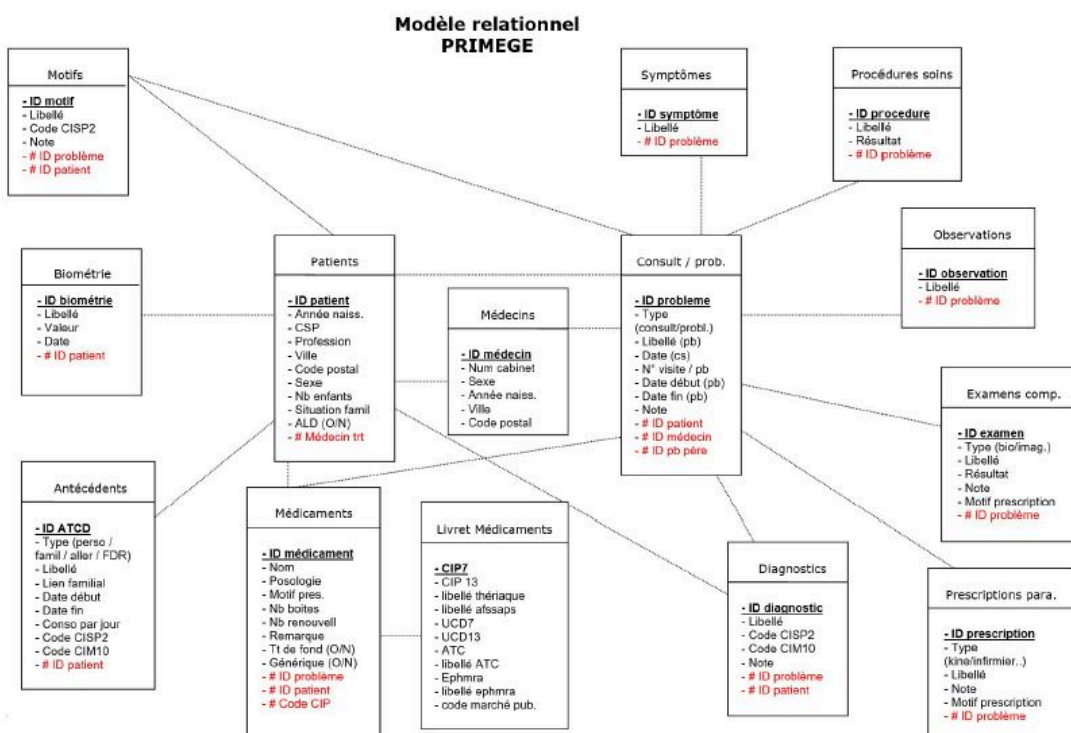 Modèle relationnel
PRIMEGE
Motifs
- ID motif
- Libellé
- Code CISP2
- Note
- # ID problème
- # ID patient
Symptômes
- ID symptôme
- Libellé
- # ID problème
Procédures soins
- ID procedure
- Libellé
- Résultat
- # ID problème
Biométrie
- ID biométrie
- Libellé
- Valeur
- Date
- # ID patient
Patients
- ID patient
- Année naiss.
- CSP
- Profession
- Ville
- Code postal
- Sexe
- Nb enfants
- Situation famil
- ALD (O/N)
- # Médecin trt
Médecins
- ID médecin
- Num cabinet
- Sexe
- Année naiss.
- Ville
- Code postal
Consult / prob.
- ID probleme
- Type
(consult/probl.)
- Libellé (pb)
- Date (cs)
- N° visite / pb
- Date début (pb)
- Date fin (pb)
- Note
- # ID patient
- # ID médecin
- # ID pb père
Observations
- ID observation
- Libellé
- # ID problème
Examens comp.
- ID examen
- Type (bio/imag.)
- Libellé
- Résultat
- Note
- Motif prescription
- # ID problème
Antécédents
- ID ATCD
- Type (perso /
famil / aller / FDR)
- Libellé
- Lien familial
- Date début
- Date fin
- Conso par jour
- Code CISP2
- Code CIM10
- # ID patient
Médicaments
- ID médicament
- Nom
- Posologie
- Motif pres.
- Nb boites
- Nb renouvell
- Remarque
- Tt de fond (O/N)
- Générique (O/N)
- # ID problème
- # ID patient
- # Code CIP
Livret Médicaments
- CIP7
- CIP 13
- libellé thériaque
- libellé afssaps
- UCD7
- UCD13
- ATC
- libellé ATC
- Ephmra
- libellé ephmra
- code marché pub.
Diagnostics
- ID diagnostic
- Libellé
- Code CISP2
- Code CIM10
- Note
- # ID problème
- # ID patient
Prescriptions para.
- ID prescription
- Type
(kine/infirmier..)
- Libellé
- Note
- Motif prescription
- # ID problème